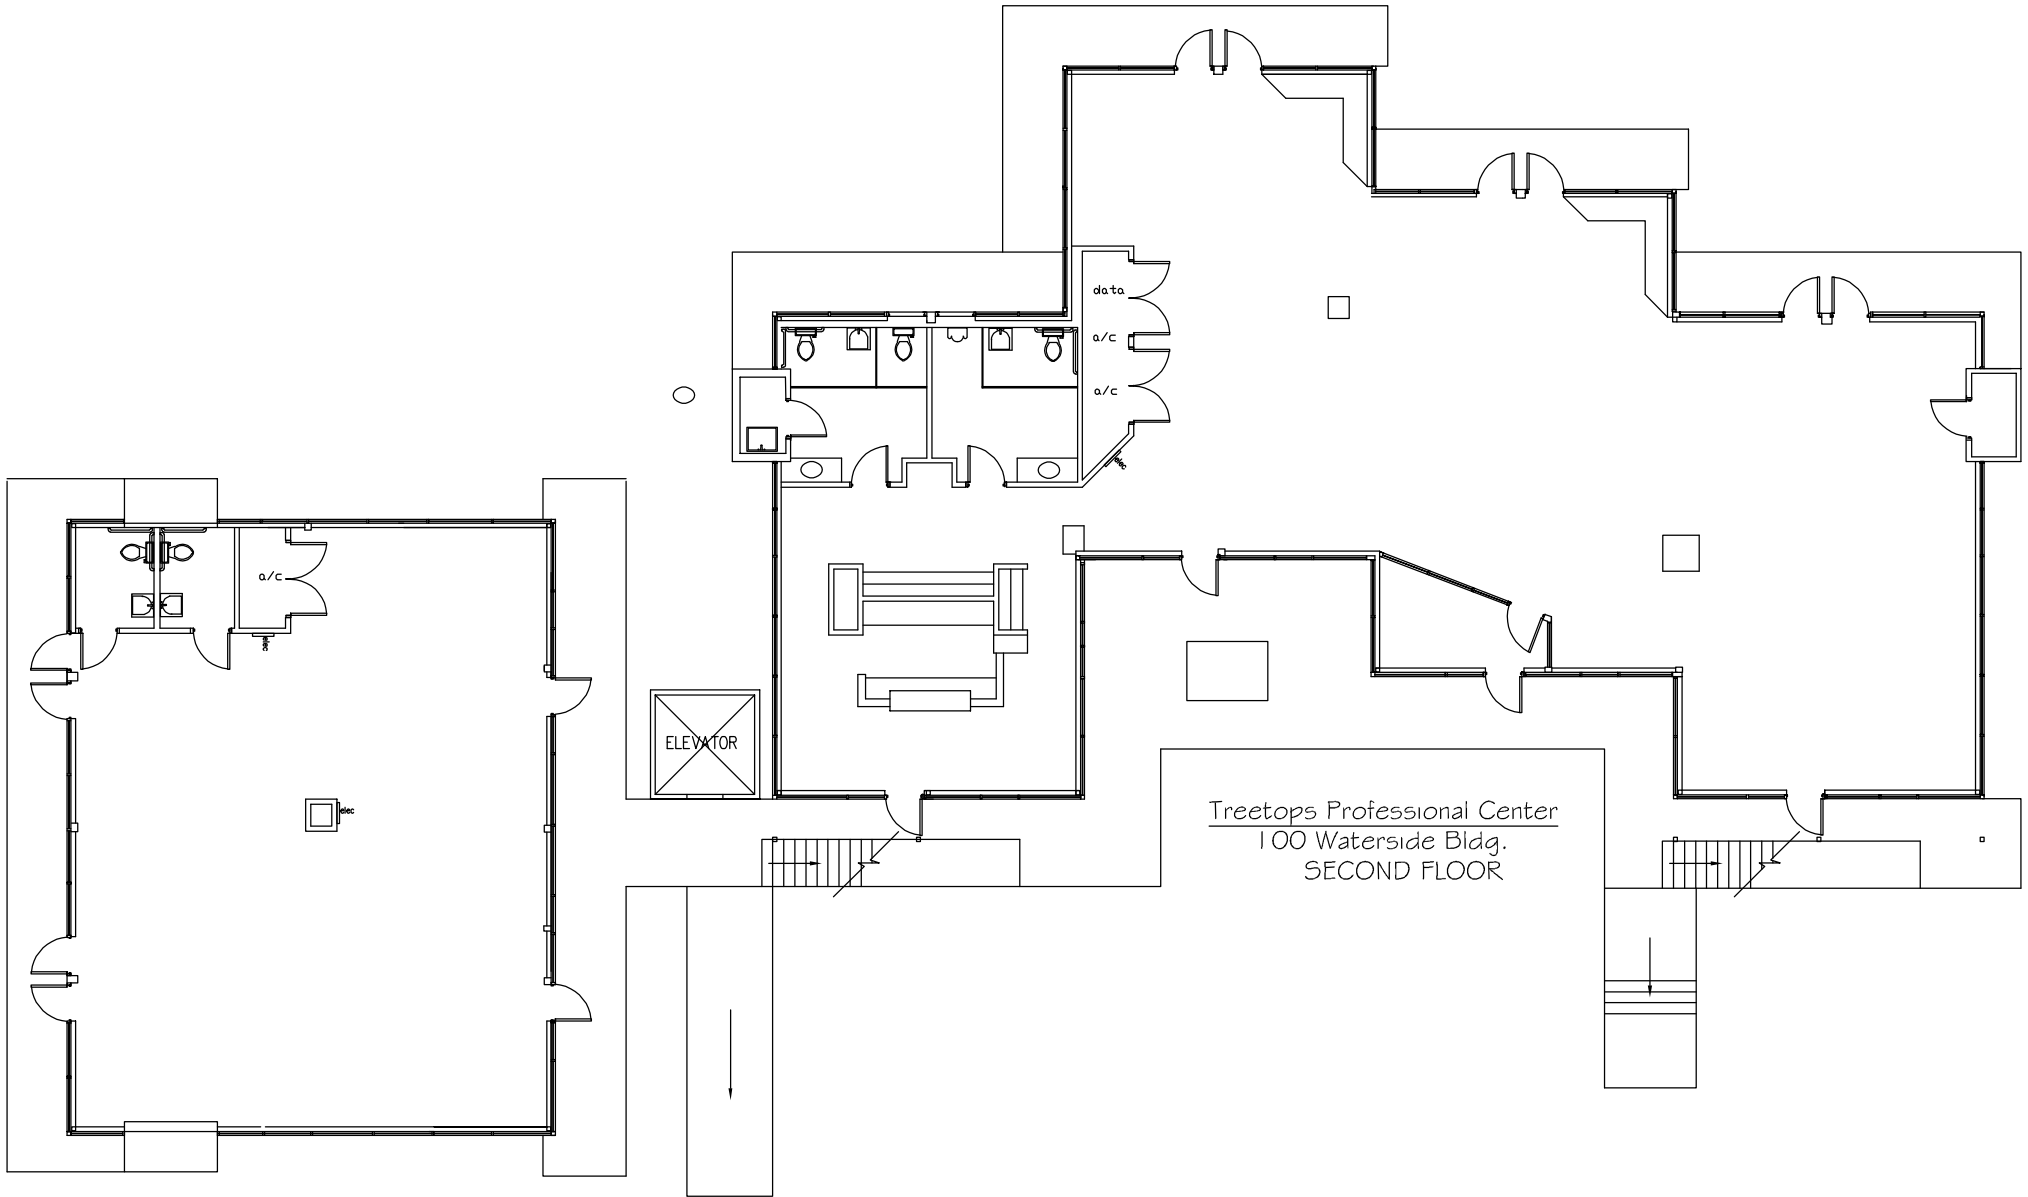 data
a/c
a/c
elec
a/c
elec
ELEVATOR
elec
Treetops Professional Center
100 Waterside Bldg.
SECOND FLOOR